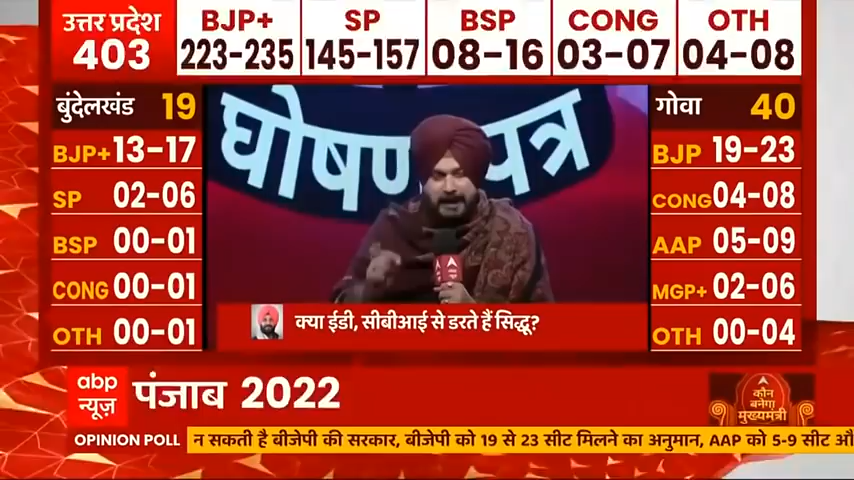 उत्तर प्रदेश
403
BJP+
223-235
SP
145-157
BSP
08-16
CONG
03-07
OTH
04-08
बुंदेलखंड 19
BJP+ 13-17
SP 02-06
BSP 00-01
CONG 00-01
OTH 00-01
घोषणा पत्र
गोवा 40
BJP 19-23
CONG 04-08
AAP 05-09
MGP+ 02-06
OTH 00-04
क्या ईडी, सीबीआई से डरते हैं सिद्धू?
abp
न्यूज़
पंजाब 2022
कौन
बनेगा
मुख्यमंत्री
OPINION POLL
न सकती है बीजेपी की सरकार, बीजेपी को 19 से 23 सीट मिलने का अनुमान, AAP को 5-9 सीट औ